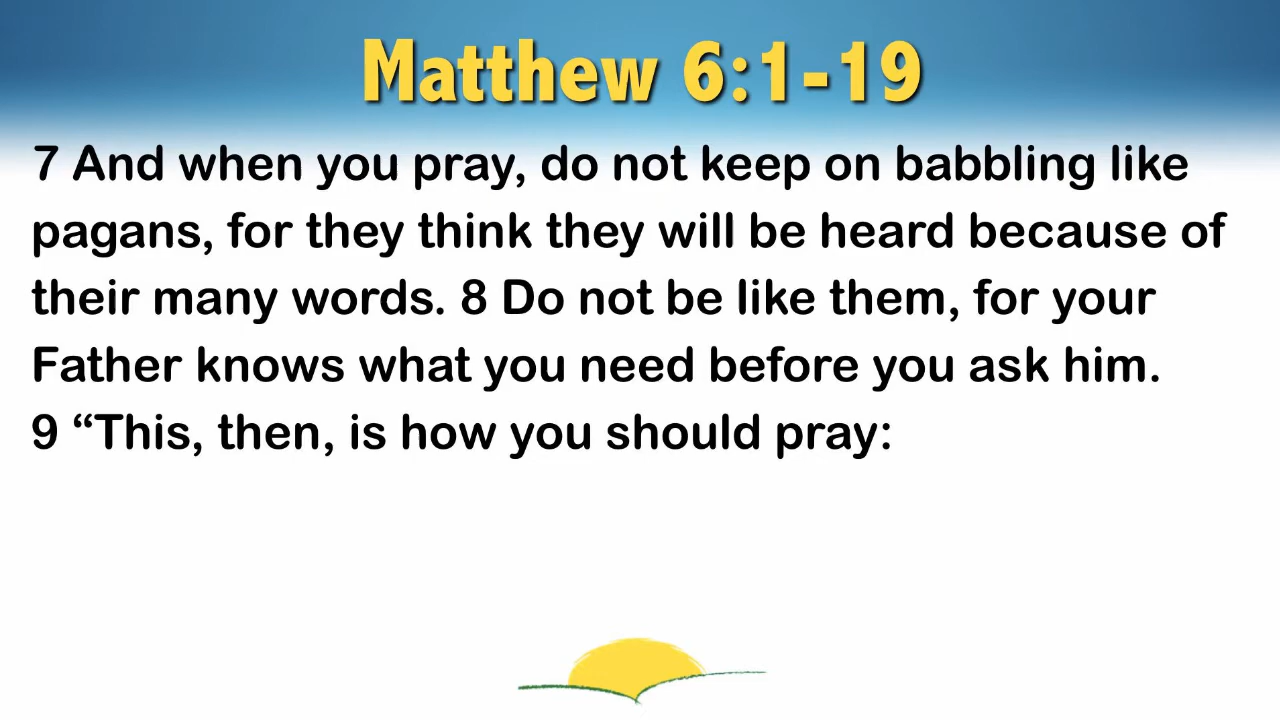 Matthew 6:1-19
7 And when you pray, do not keep on babbling like
pagans, for they think they will be heard because of
their many words. 8 Do not be like them, for your
Father knows what you need before you ask him.
9 “This, then, is how you should pray: